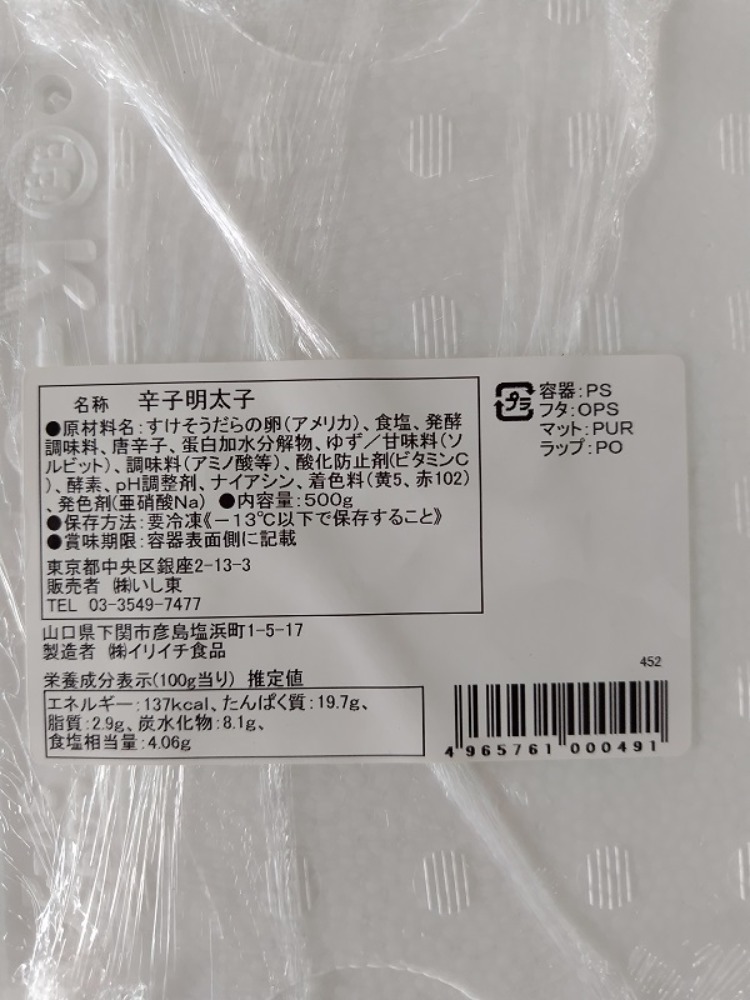 名称 辛子明太子
●原材料名:すけそうだらの卵(アメリカ)、食塩、発酵
調味料、唐辛子、蛋白加水分解物、ゆず/甘味料(ソ
ルビット)、調味料(アミノ酸等)、酸化防止剤(ビタミンC
)、酵素、pH調整剤、ナイアシン、着色料(黄5、赤102)
、発色剤(亜硝酸Na) ●内容量:500g
●保存方法:要冷凍《-13℃以下で保存すること》
●賞味期限:容器表面側に記載
東京都中央区銀座2-13-3
販売者 ㈱いし東
TEL 03-3549-7477
山口県下関市彦島塩浜町1-5-17
製造者 ㈱イリイチ食品
栄養成分表示(100g当り) 推定値
エネルギー:137kcal、たんぱく質:19.7g、
脂質:2.9g、炭水化物:8.1g、
食塩相当量:4.06g
プラ
容器:PS
フタ:OPS
マット:PUR
ラップ:PO
452
4 965761 000491
K